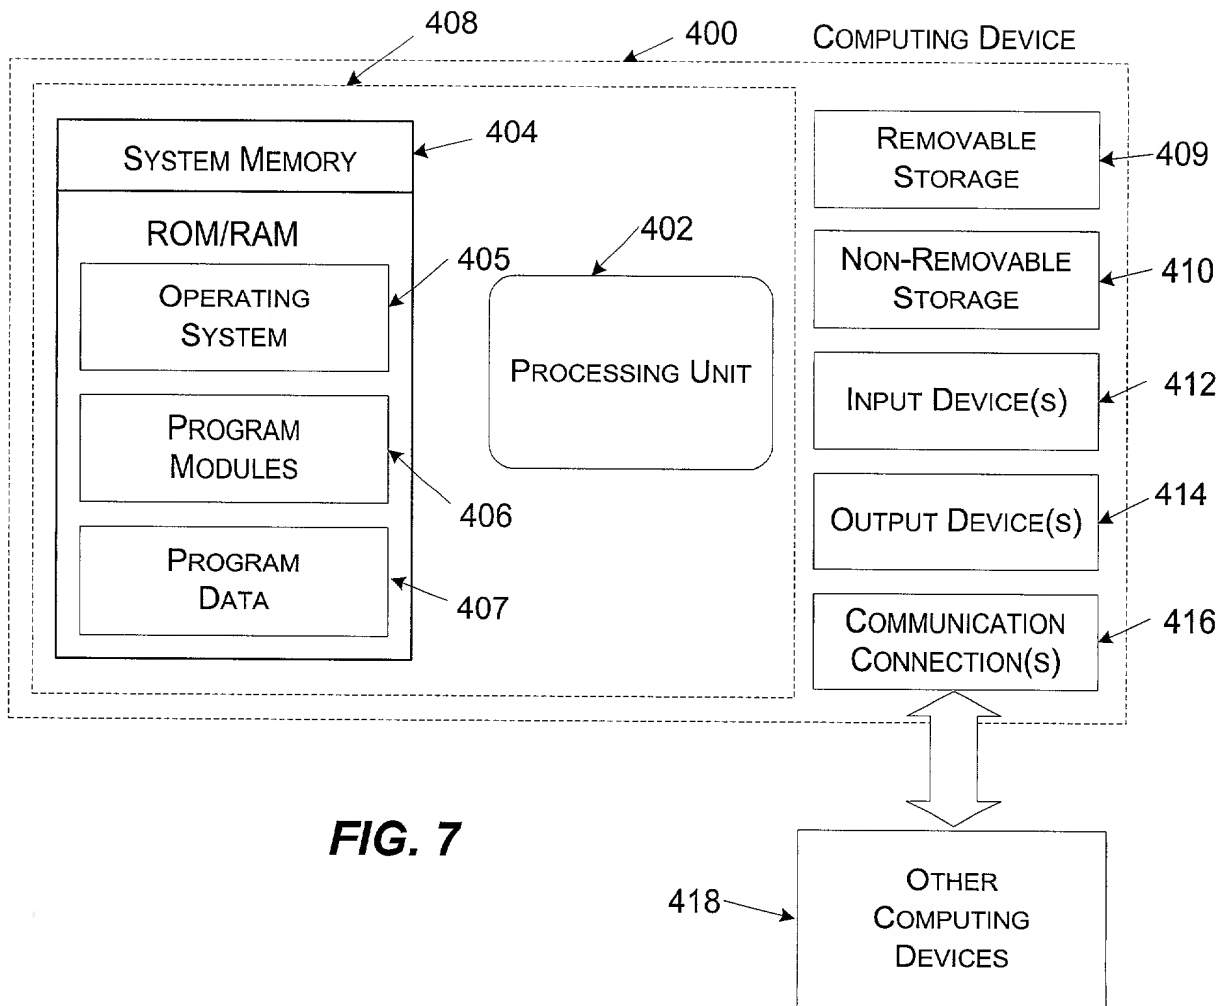 408
400
COMPUTING DEVICE
SYSTEM MEMORY
404
ROM/RAM
OPERATING
SYSTEM
405
PROGRAM
MODULES
406
PROGRAM
DATA
407
402
PROCESSING UNIT
REMOVABLE
STORAGE
409
NON-REMOVABLE
STORAGE
410
INPUT DEVICE(S)
412
OUTPUT DEVICE(S)
414
COMMUNICATION
CONNECTION(S)
416
FIG. 7
418
OTHER
COMPUTING
DEVICES